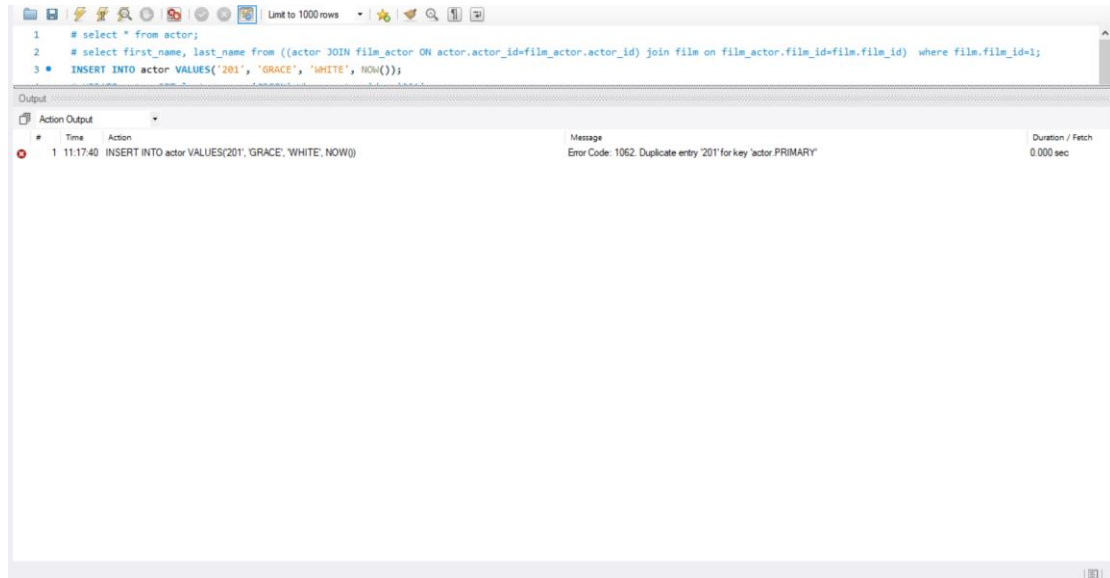 Limit to 1000 rows
1 # select * from actor;
2 # select first_name, last_name from ((actor JOIN film_actor ON actor.actor_id=film_actor.actor_id) join film on film_actor.film_id=film.film_id)  where film.film_id=1;
3 INSERT INTO actor VALUES('201', 'GRACE', 'WHITE', NOW());
Output
Action Output
# Time Action Message Duration / Fetch
1 11:17:40 INSERT INTO actor VALUES('201', 'GRACE', 'WHITE', NOW()) Error Code: 1062. Duplicate entry '201' for key 'actor.PRIMARY' 0.000 sec